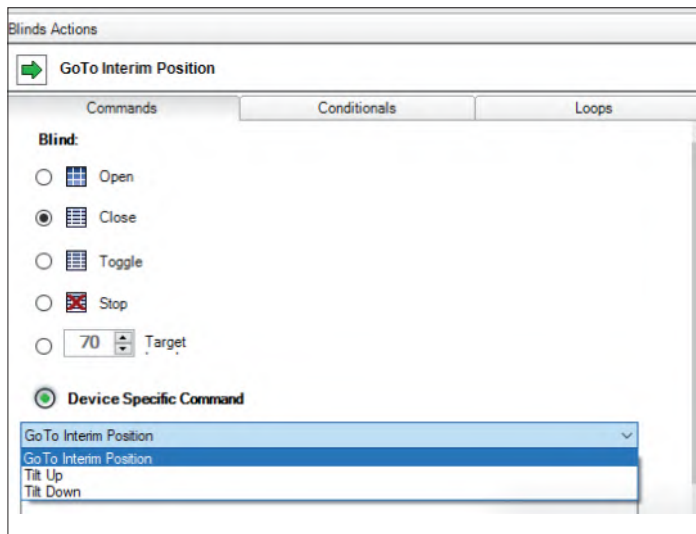 Blinds Actions
GoTo Interim Position
Commands Conditionals Loops
Blind:
Open
Close
Toggle
Stop
70 Target
Device Specific Command
GoTo Interim Position
GoTo Interim Position
Tilt Up
Tilt Down